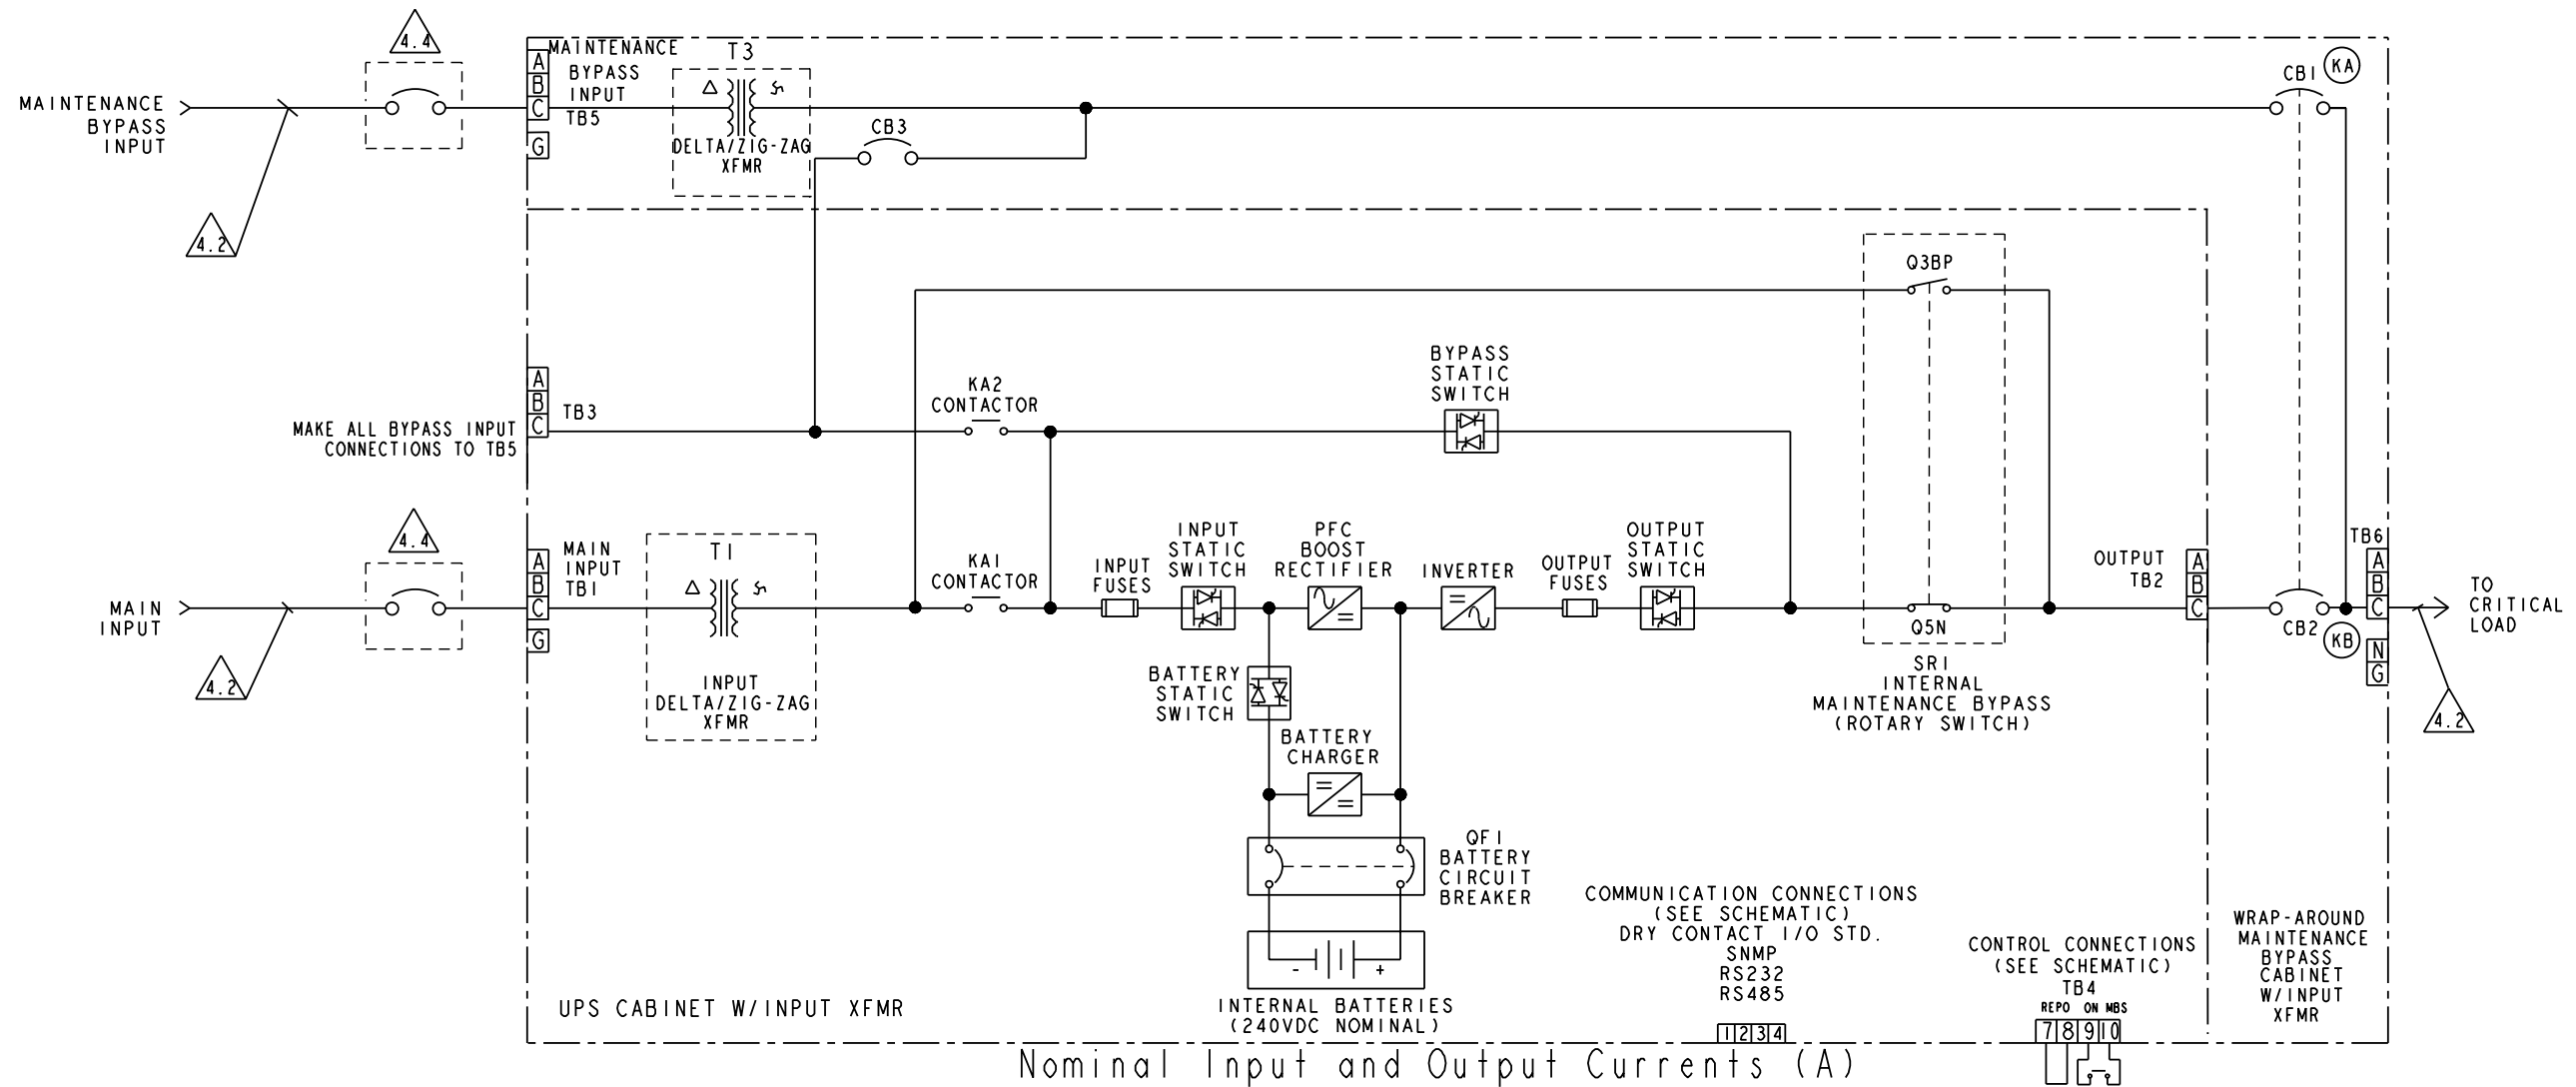 4.4
MAINTENANCE
BYPASS
INPUT
4.2
A
B
C
G
MAINTENANCE
BYPASS
INPUT
TB5
T3
DELTA/ZIG-ZAG
XFMR
CB3
CB1
KA
Q3BP
A
B
C
TB3
MAKE ALL BYPASS INPUT
CONNECTIONS TO TB5
KA2
CONTACTOR
BYPASS
STATIC
SWITCH
4.4
MAIN
INPUT
4.2
A
B
C
G
MAIN
INPUT
TB1
T1
INPUT
DELTA/ZIG-ZAG
XFMR
KA1
CONTACTOR
INPUT
FUSES
INPUT
STATIC
SWITCH
PFC
BOOST
RECTIFIER
INVERTER
OUTPUT
FUSES
OUTPUT
STATIC
SWITCH
Q5N
SR1
INTERNAL
MAINTENANCE BYPASS
(ROTARY SWITCH)
OUTPUT
TB2
A
B
C
CB2
KB
TB6
A
B
C
N
G
TO
CRITICAL
LOAD
4.2
BATTERY
STATIC
SWITCH
BATTERY
CHARGER
QF1
BATTERY
CIRCUIT
BREAKER
- +
INTERNAL BATTERIES
(240VDC NOMINAL)
UPS CABINET W/INPUT XFMR
COMMUNICATION CONNECTIONS
(SEE SCHEMATIC)
DRY CONTACT I/O STD.
SNMP
RS232
RS485
1 2 3 4
CONTROL CONNECTIONS
(SEE SCHEMATIC)
TB4
REPO ON MBS
7 8 9 10
WRAP-AROUND
MAINTENANCE
BYPASS
CABINET
W/INPUT
XFMR
Nominal Input and Output Currents (A)